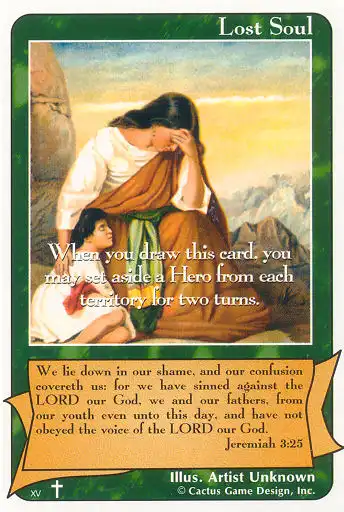 Lost Soul
When you draw this card, you
may set aside a Hero from each
territory for two turns.
We lie down in our shame, and our confusion
covereth us: for we have sinned against the
LORD our God, we and our fathers, from
our youth even unto this day, and have not
obeyed the voice of the LORD our God.
Jeremiah 3:25
Illus. Artist Unknown
XV
© Cactus Game Design, Inc.